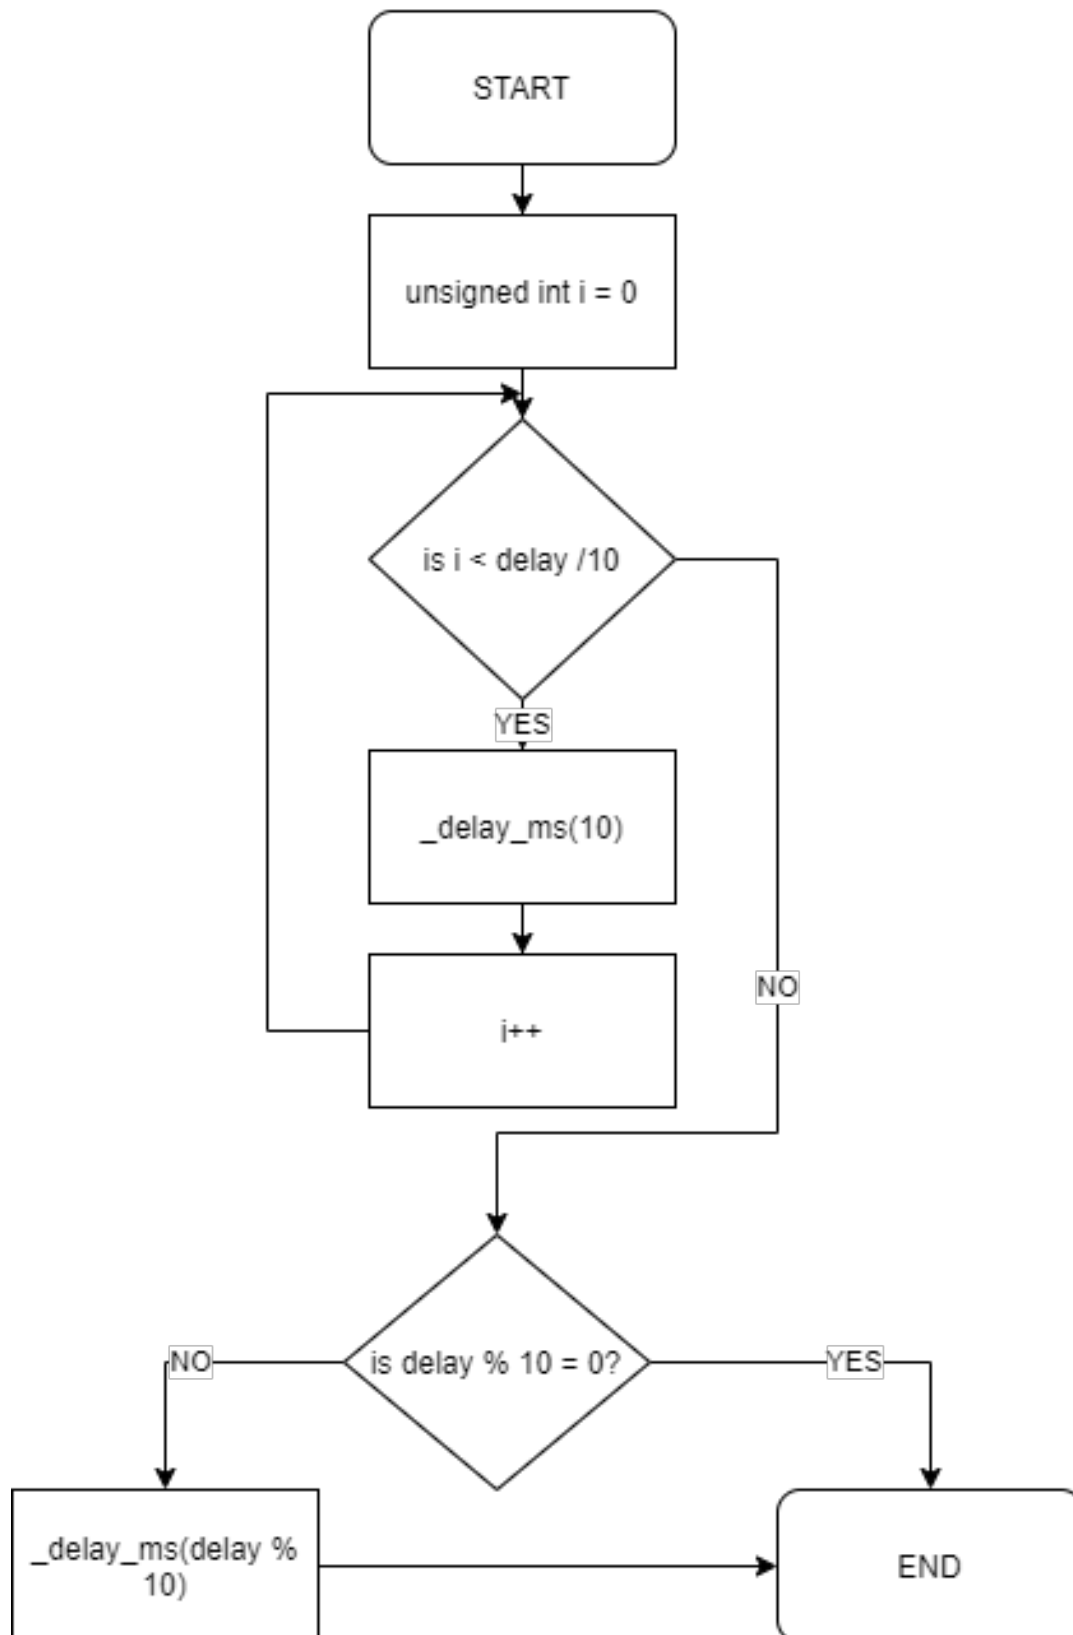 START
unsigned int i = 0
is i < delay /10
YES
_delay_ms(10)
i++
NO
is delay % 10 = 0?
NO
YES
_delay_ms(delay %
10)
END